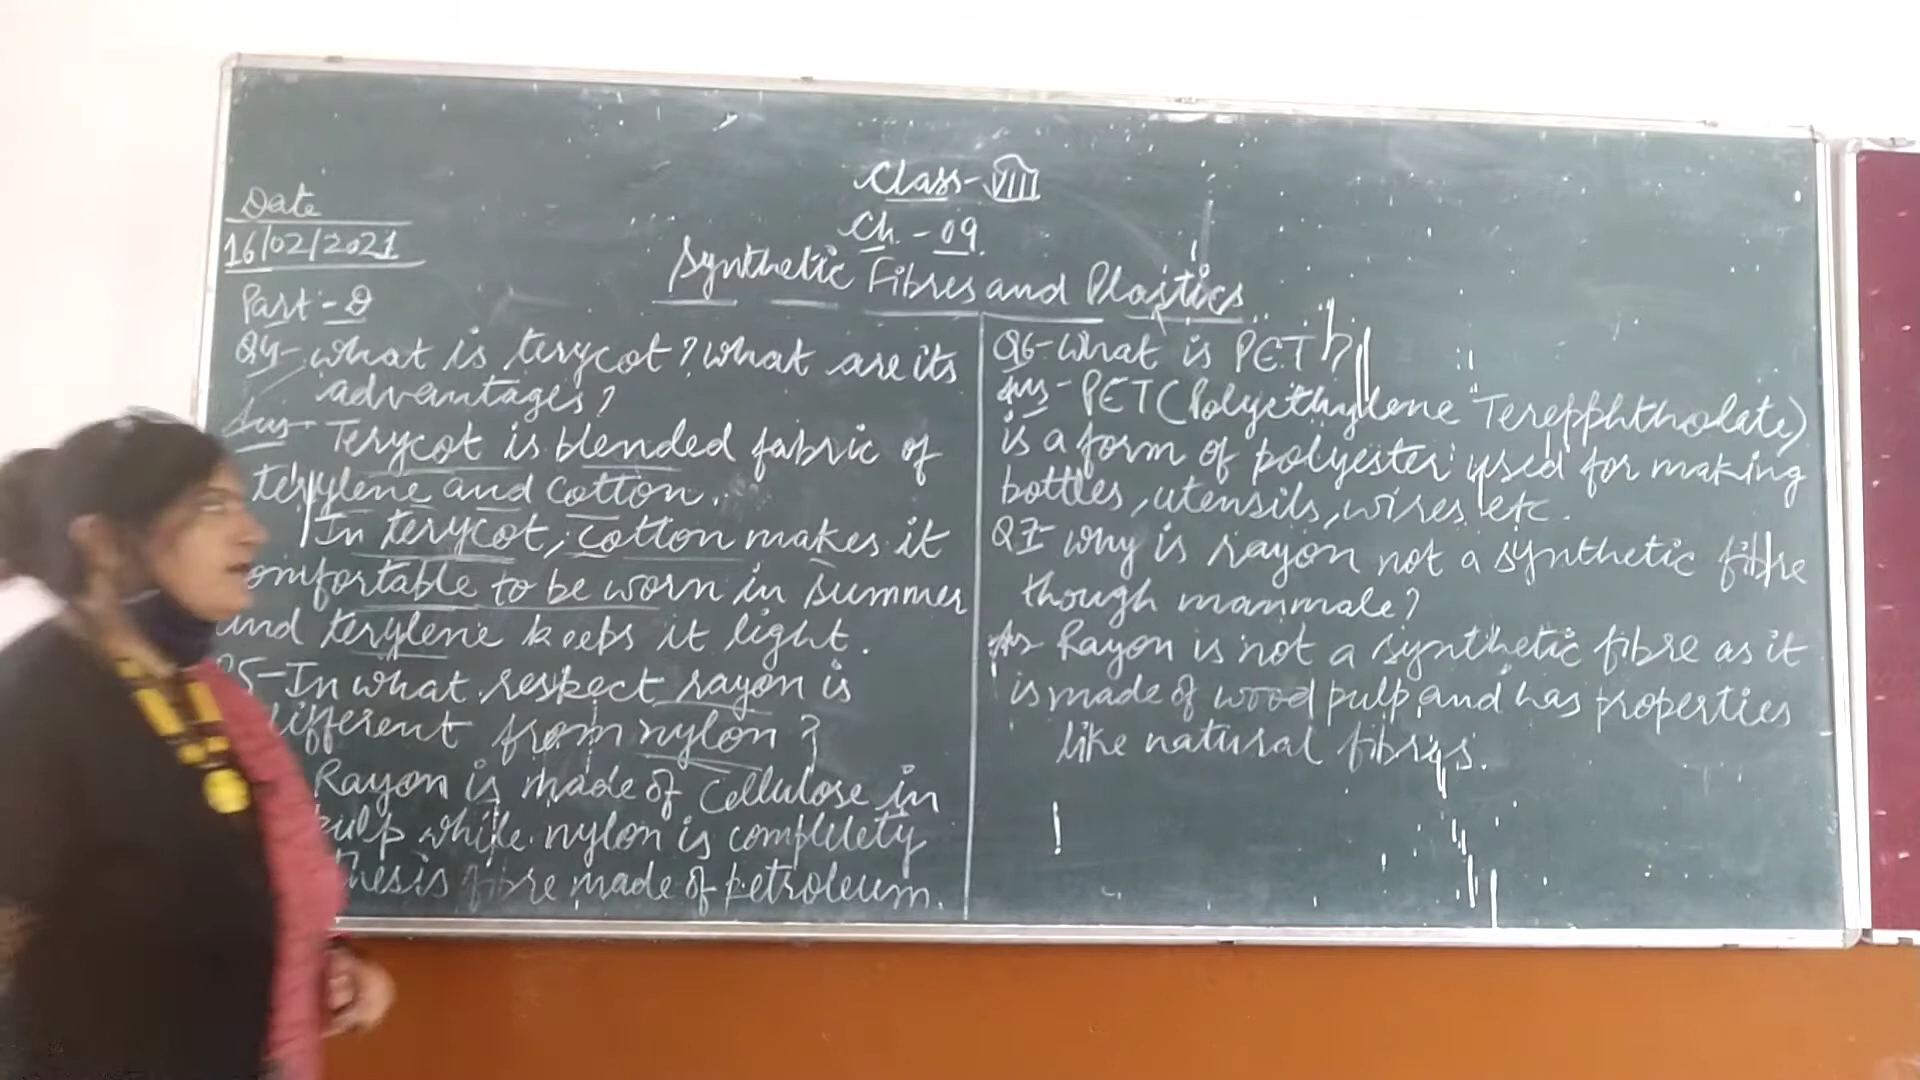 Class-VIII
Ch-09
Synthetic Fibres and Plastics
Date
16/02/2021
Part-D
Q4-What is terycot? What are its
advantages?
Ans-Terycot is blended fabric of
terylene and cotton.
In terycot, cotton makes it
omfortable to be worn in summer
and terylene keeps it light.
Q5-In what respect rayon is
different from nylon?
Rayon is made of cellulose in
pulp while nylon is complety
thesis fibre made of petroleum.
Q6-What is PET?
Ans-PET(Polyethylene Terepphtholate)
is a form of polyester used for making
bottles, utensils, wires etc.
Q7-Why is rayon not a synthetic fibre
though manmale?
Ans Rayon is not a synthetic fibre as it
is made of wood pulp and has properties
like natural fibres.